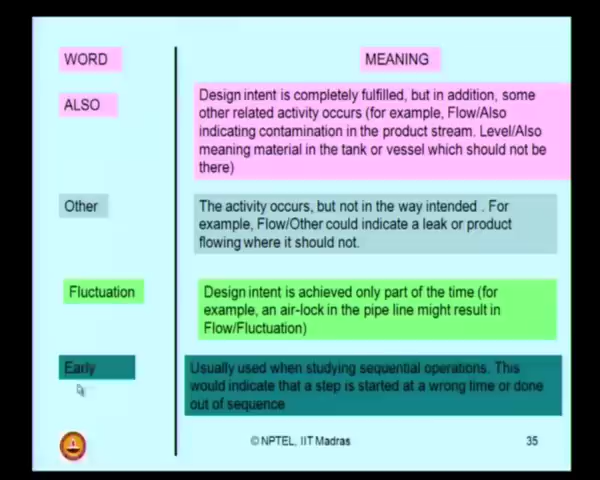 WORD
MEANING
ALSO
Design intent is completely fulfilled, but in addition, some
other related activity occurs (for example, Flow/Also
indicating contamination in the product stream. Level/Also
meaning material in the tank or vessel which should not be
there)
Other
The activity occurs, but not in the way intended . For
example, Flow/Other could indicate a leak or product
flowing where it should not.
Fluctuation
Design intent is achieved only part of the time (for
example, an air-lock in the pipe line might result in
Flow/Fluctuation)
Early
Usually used when studying sequential operations. This
would indicate that a step is started at a wrong time or done
out of sequence
© NPTEL, IIT Madras
35